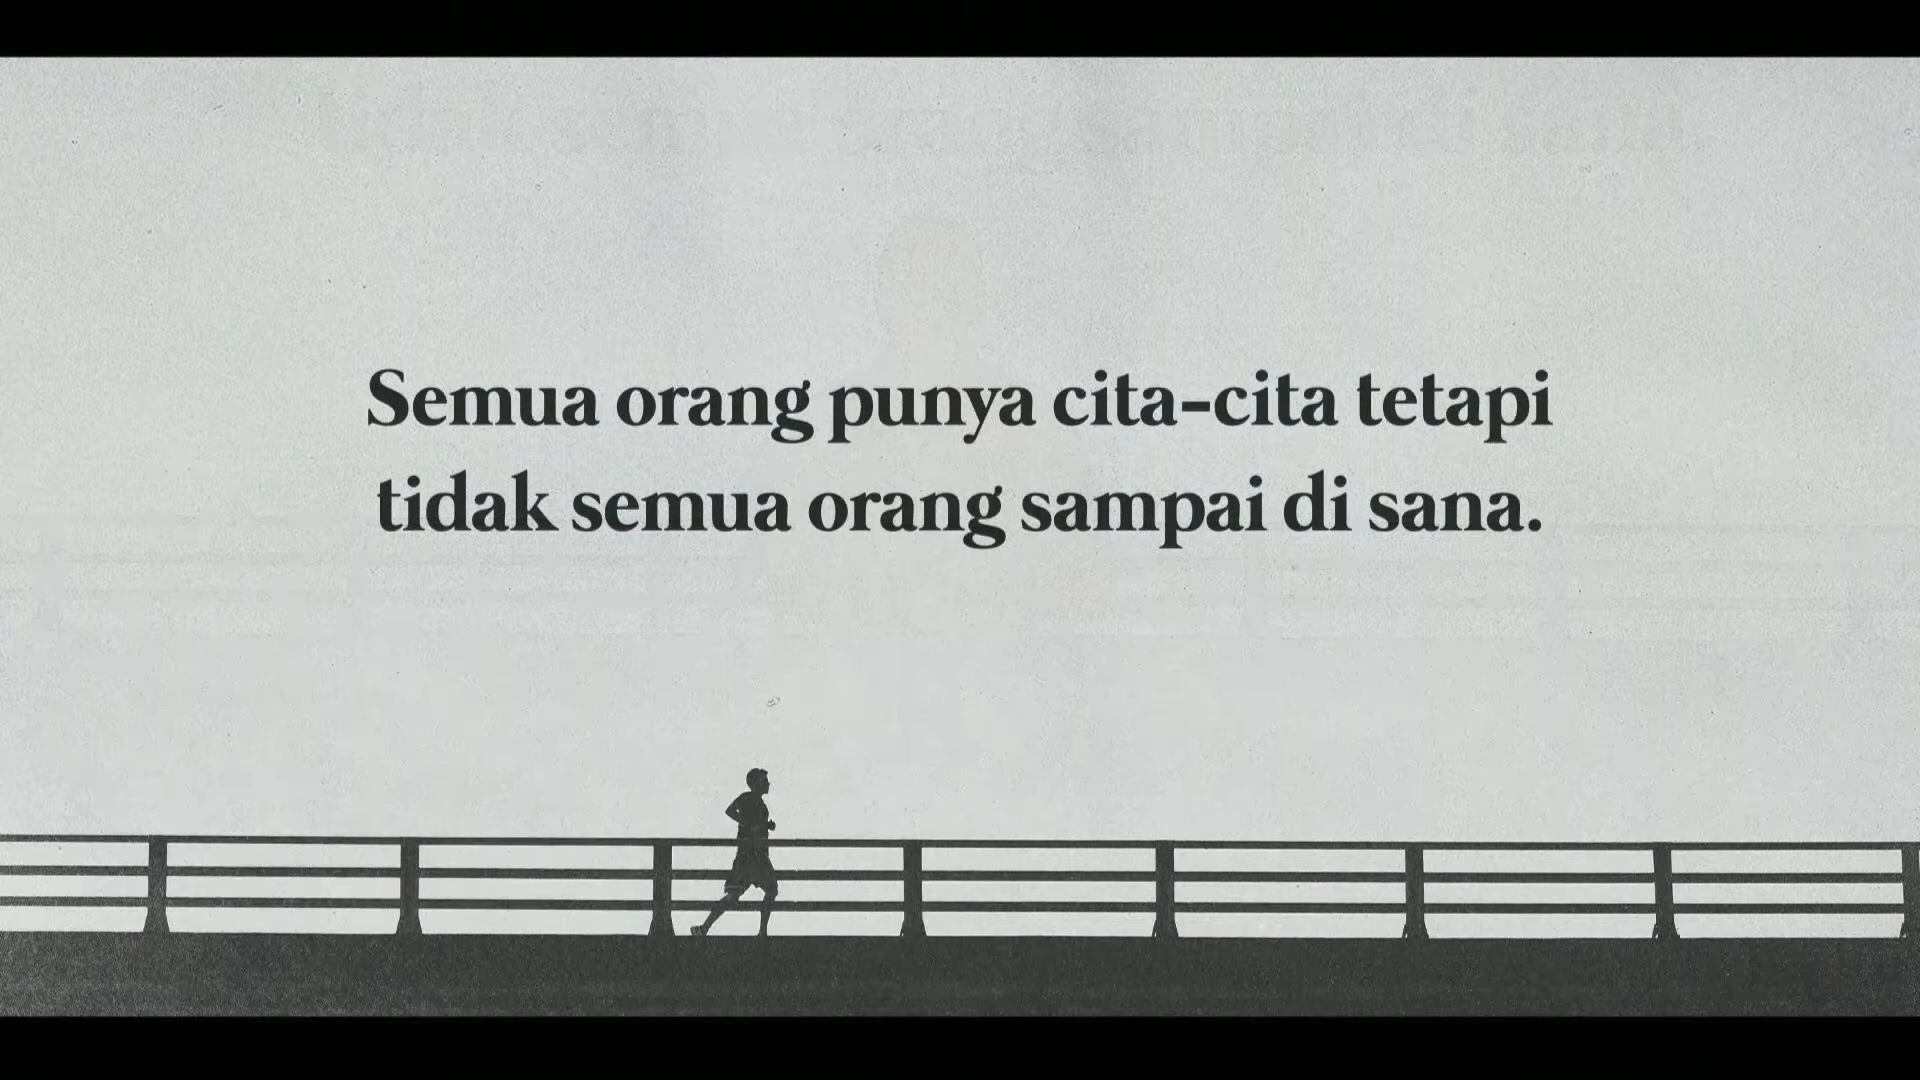 Semua orang punya cita-cita tetapi
tidak semua orang sampai di sana.